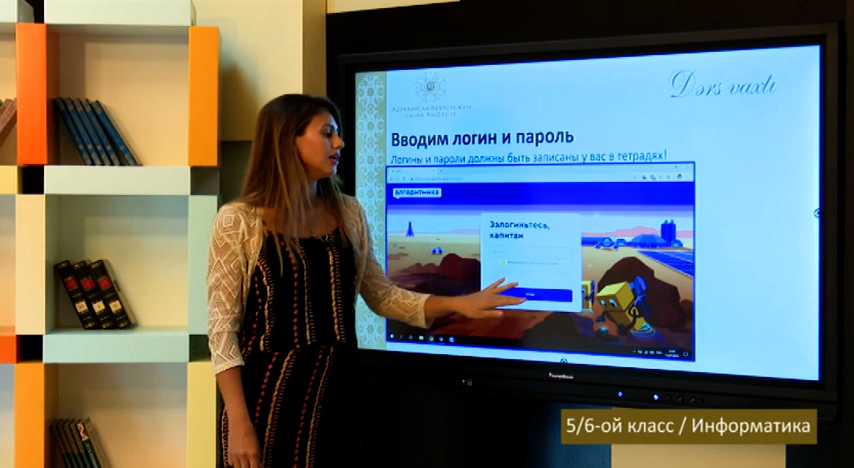 Dərs vaxtı
Вводим логин и пароль
Логины и пароли должны быть записаны у вас в тетрадях!
алгоритмика
Залогиньтесь,
капитан
Promethean
5/6-ой класс / Информатика